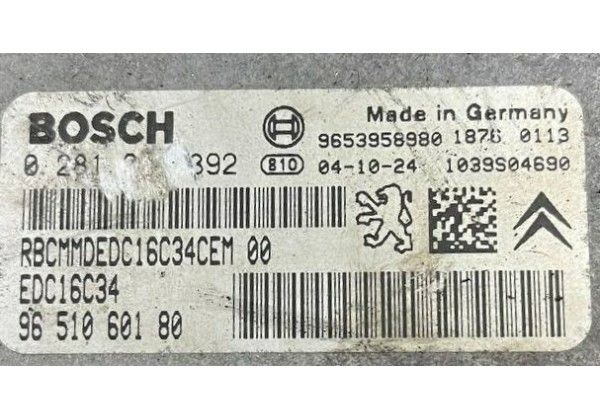 BOSCH
Made in Germany
9653958980 1876 0113
0 281 392
810 04-10-24 1039S04690
RBCMMDEDC16C34CEM 00
EDC16C34
96 510 601 80